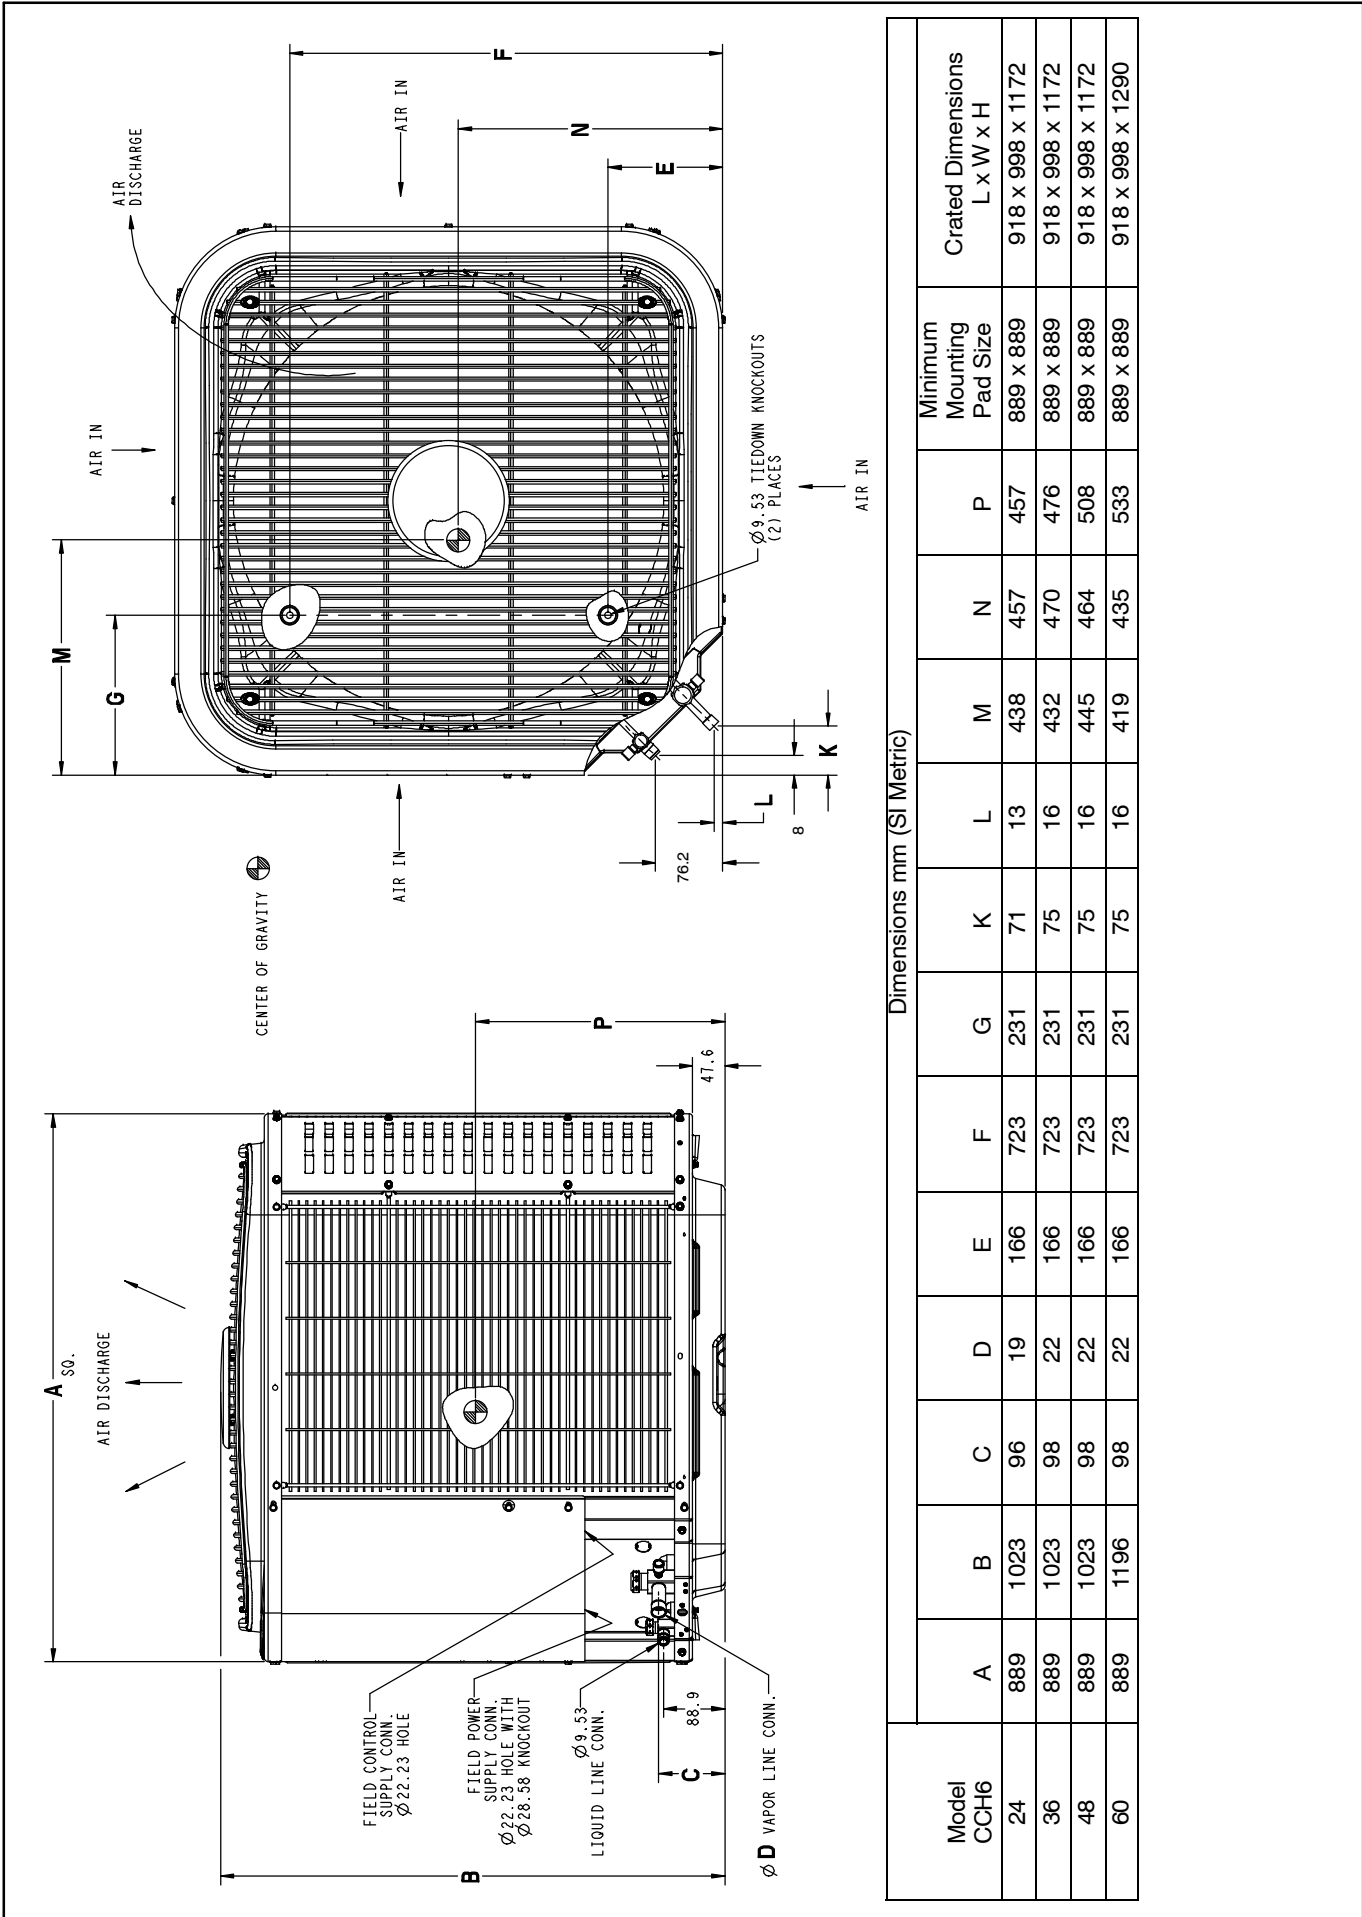 A
SQ.
AIR DISCHARGE
B
FIELD CONTROL
SUPPLY CONN.
Ø22.23 HOLE
FIELD POWER
SUPPLY CONN.
Ø22.23 HOLE WITH
Ø28.58 KNOCKOUT
Ø9.53
LIQUID LINE CONN.
C
88.9
ØD VAPOR LINE CONN.
P
47.6
CENTER OF GRAVITY
M
G
AIR IN
AIR DISCHARGE
AIR IN
F
AIR IN
N
E
Ø9.53 TIEDOWN KNOCKOUTS
(2) PLACES
AIR IN
76.2
L
8
K
Dimensions mm (SI Metric)
Model CCH6 A B C D E F G K L M N P Minimum Mounting Pad Size Crated Dimensions L x W x H
24 889 1023 96 19 166 723 231 71 13 438 457 457 889 x 889 918 x 998 x 1172
36 889 1023 98 22 166 723 231 75 16 432 470 476 889 x 889 918 x 998 x 1172
48 889 1023 98 22 166 723 231 75 16 445 464 508 889 x 889 918 x 998 x 1172
60 889 1196 98 22 166 723 231 75 16 419 435 533 889 x 889 918 x 998 x 1290